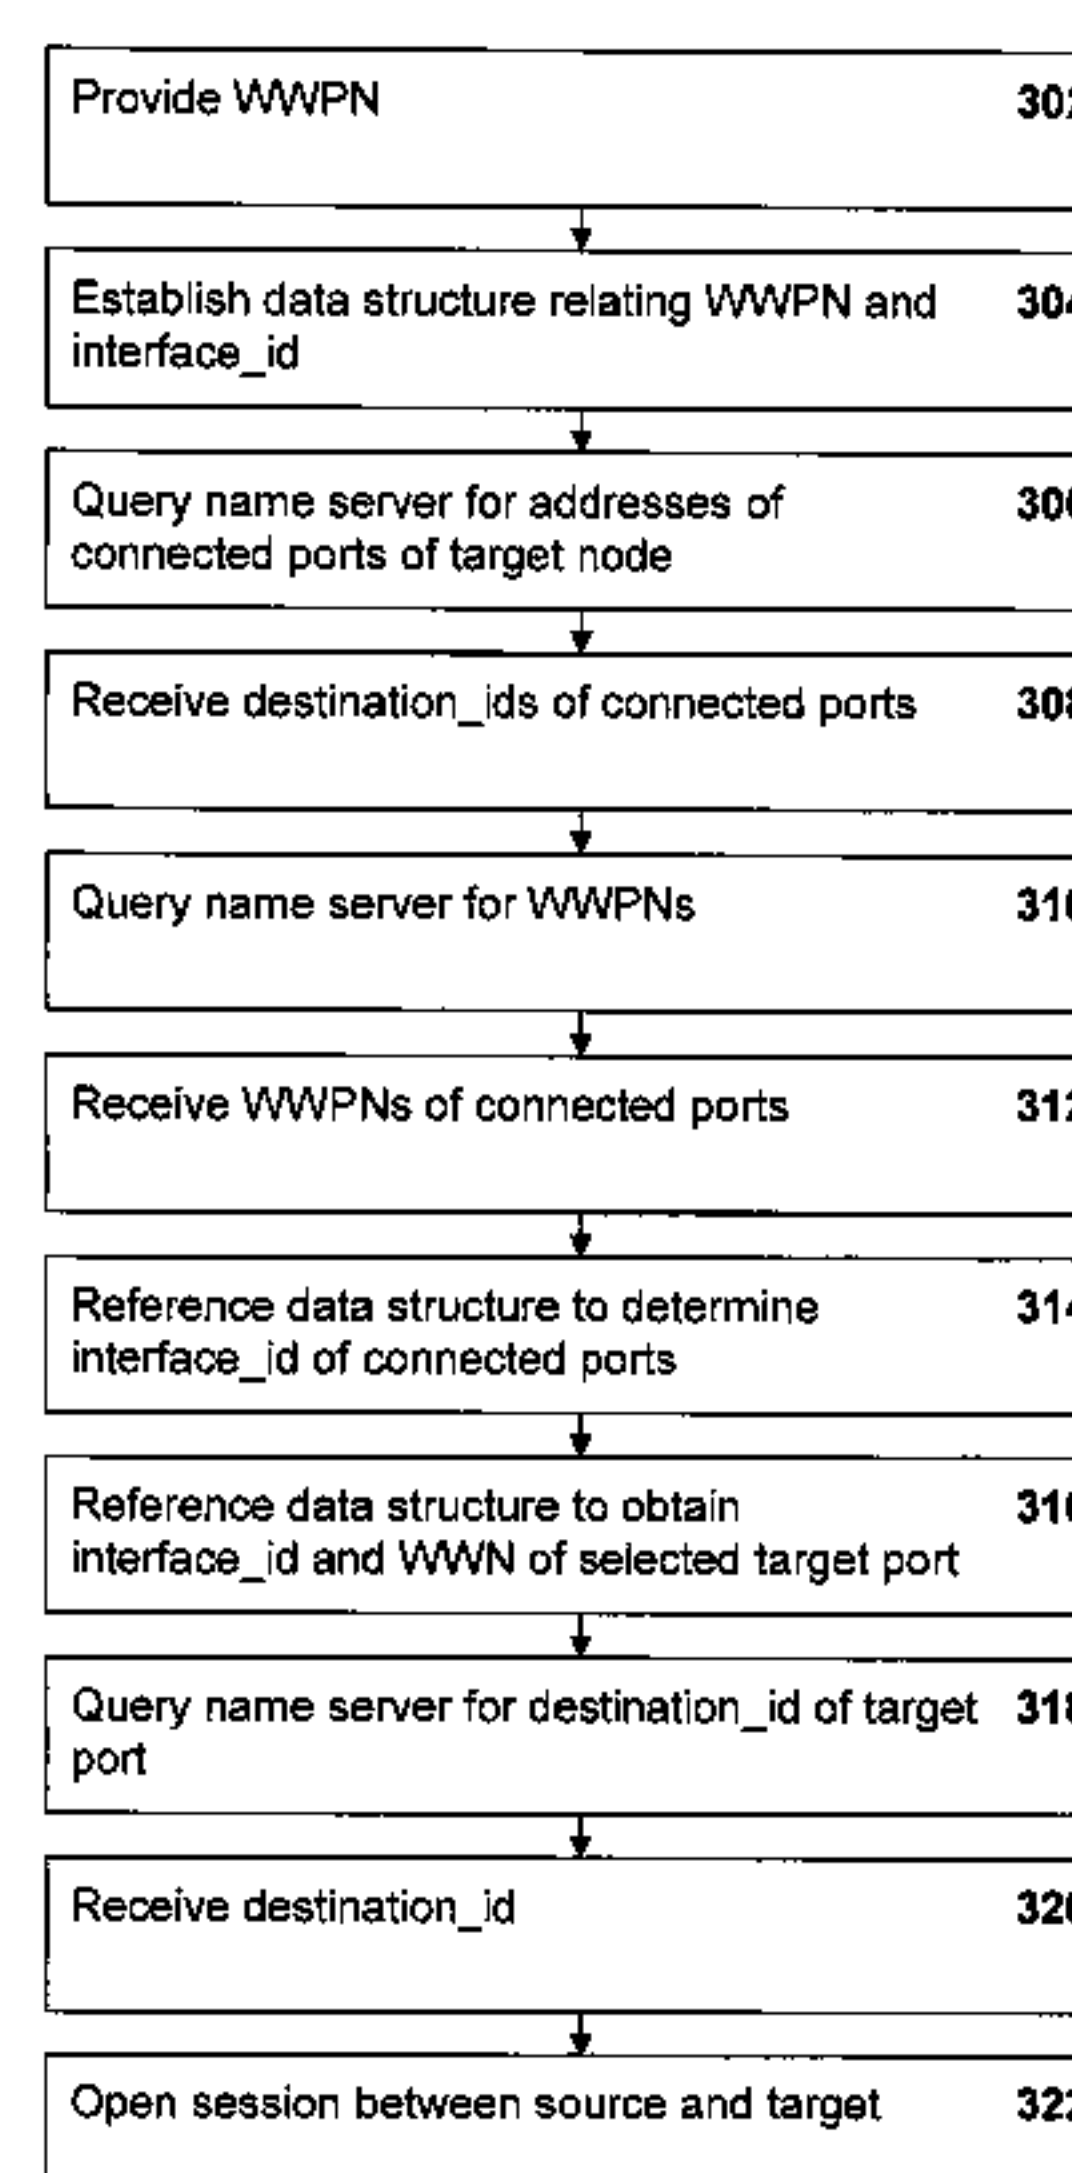 Provide WWPN
Establish data structure relating WWPN and 304
interface_id
Query name server for addresses of
connected ports of target node
Receive destination_ids of connected ports
Query name server for WWPNs
Receive WWPNs of connected ports
Reference data structure to determine 314
interface_id of connected ports
Reference data structure to obtain
interface_id and WWN of selected target port
Query name server for destination_id of target
port
Receive destination_id
Open session between source and target